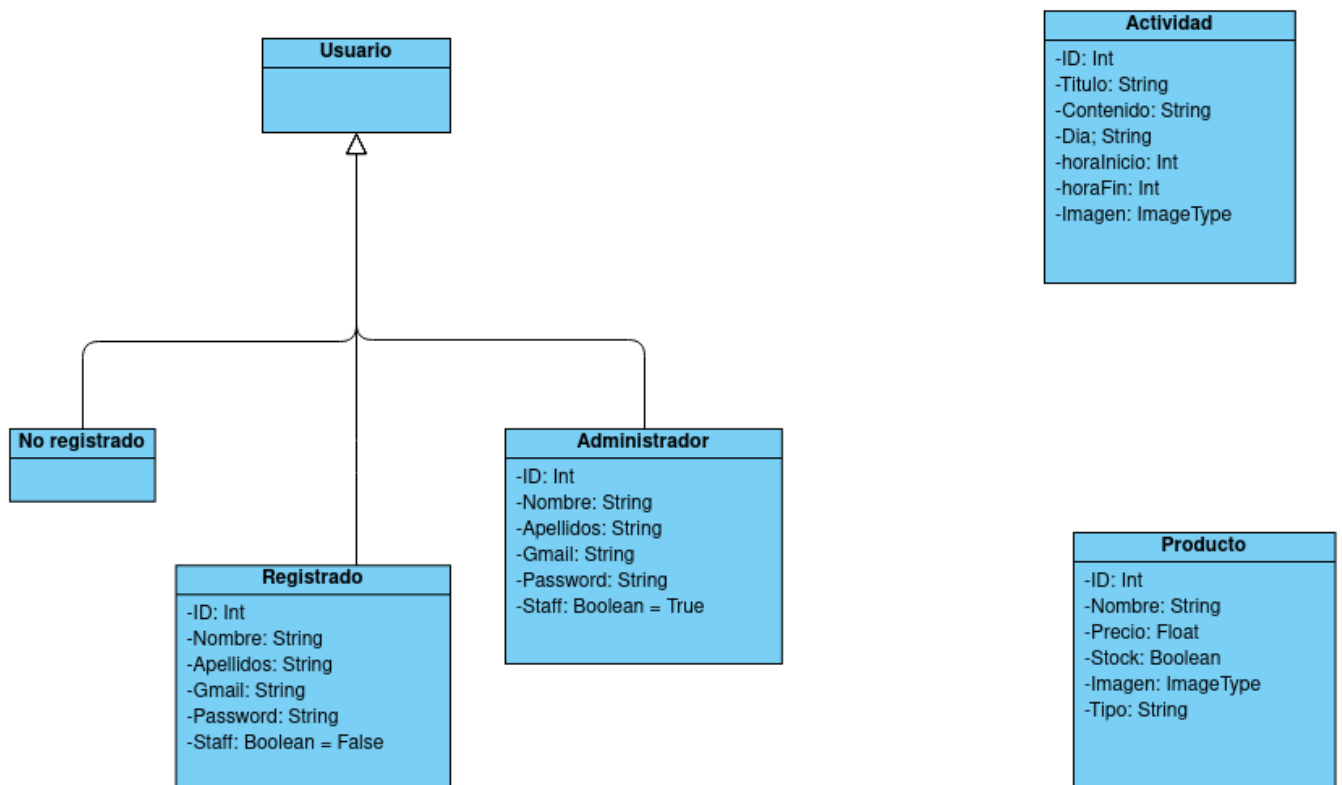 Usuario
Actividad
-ID: Int
-Titulo: String
-Contenido: String
-Dia; String
-horaInicio: Int
-horaFin: Int
-Imagen: ImageType
No registrado
Administrador
-ID: Int
-Nombre: String
-Apellidos: String
-Gmail: String
-Password: String
-Staff: Boolean = True
Registrado
-ID: Int
-Nombre: String
-Apellidos: String
-Gmail: String
-Password: String
-Staff: Boolean = False
Producto
-ID: Int
-Nombre: String
-Precio: Float
-Stock: Boolean
-Imagen: ImageType
-Tipo: String